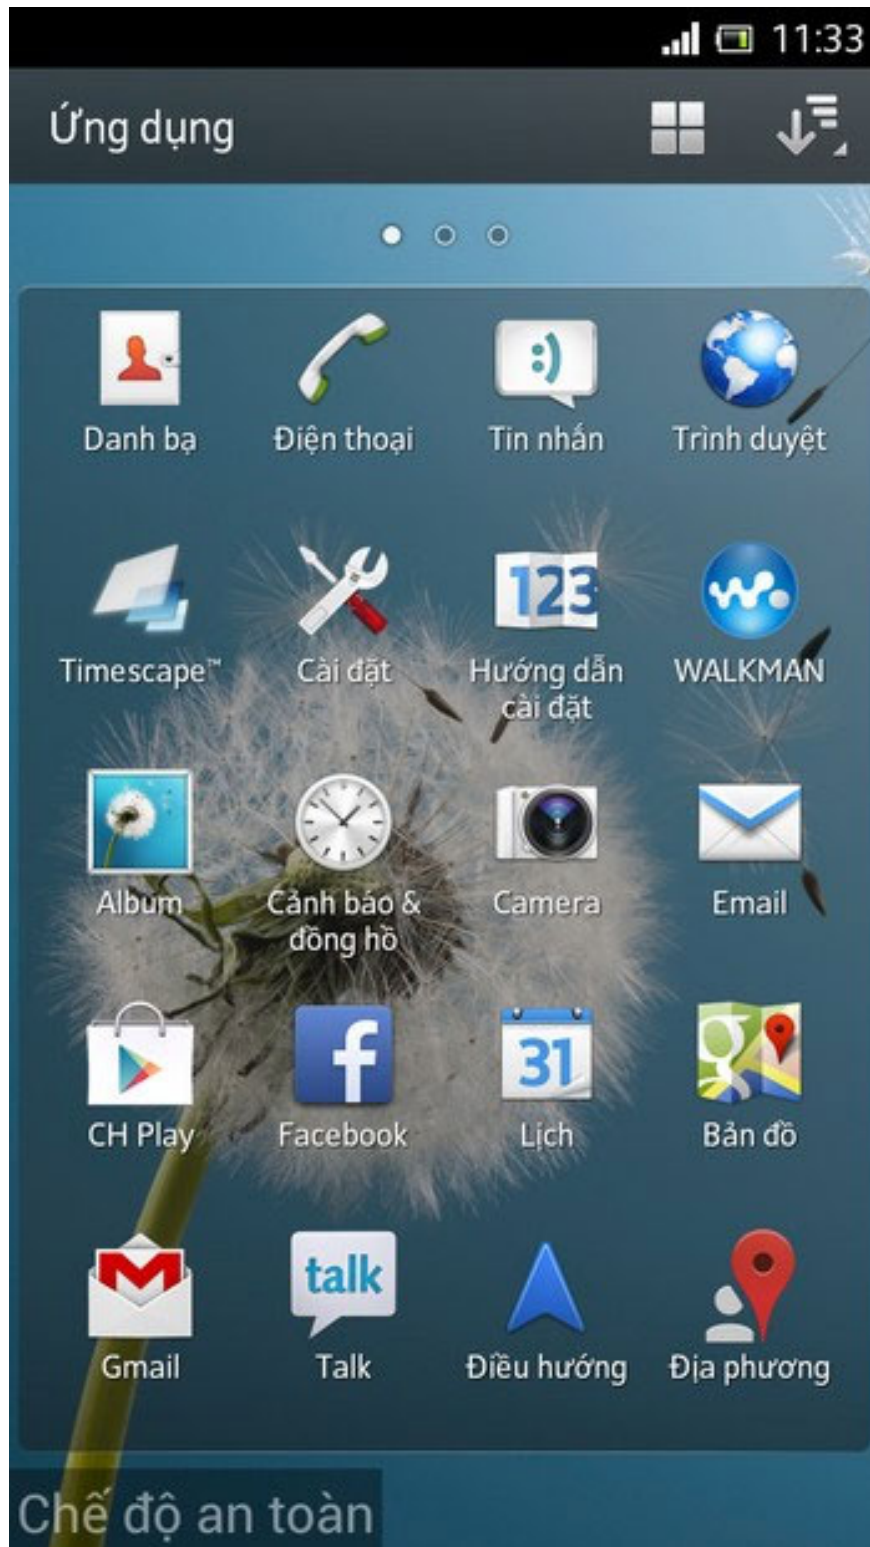 11:33
Ứng dụng
Danh bạ
Điện thoại
Tin nhắn
Trình duyệt
:)
123
Timescape™
Cài đặt
Hướng dẫn
cài đặt
WALKMAN
Album
Cảnh báo &
đồng hồ
Camera
Email
f
31
g
CH Play
Facebook
Lịch
Bản đồ
M
talk
Gmail
Talk
Điều hướng
Địa phương
Chế độ an toàn